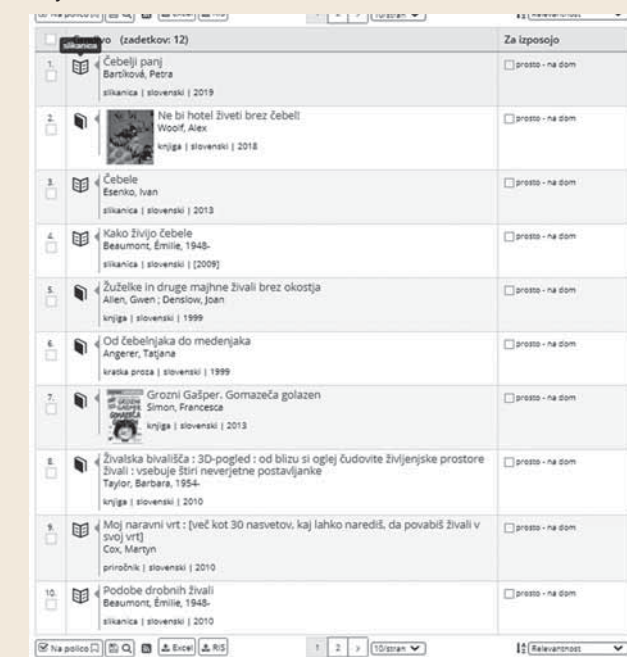 Na polico Excel RIS 1 2 > 10/stran Relevantnost
(zadetkov: 12) Za izposojo
slikanica
1. Čebelji panj prosto - na dom
Bartíková, Petra
slikanica | slovenski | 2019
2. Ne bi hotel živeti brez čebel! prosto - na dom
Woolf, Alex
knjiga | slovenski | 2018
3. Čebele prosto - na dom
Esenko, Ivan
slikanica | slovenski | 2013
4. Kako živijo čebele prosto - na dom
Beaumont, Émilie, 1948-
slikanica | slovenski | [2009]
5. Žuželke in druge majhne živali brez okostja prosto - na dom
Allen, Gwen ; Denslow, Joan
knjiga | slovenski | 1999
6. Od čebelnjaka do medenjaka prosto - na dom
Angerer, Tatjana
kratka proza | slovenski | 1999
7. Grozni Gašper. Gomazeča golazen prosto - na dom
Simon, Francesca
knjiga | slovenski | 2013
8. Živalska bivališča : 3D-pogled : od blizu si oglej čudovite življenjske prostore prosto - na dom
živali : vsebuje štiri neverjetne postavljanke
Taylor, Barbara, 1954-
knjiga | slovenski | 2010
9. Moj naravni vrt : [več kot 30 nasvetov, kaj lahko narediš, da povabiš živali v prosto - na dom
svoj vrt]
Cox, Martyn
priročnik | slovenski | 2010
10. Podobe drobnih živali prosto - na dom
Beaumont, Émilie, 1948-
slikanica | slovenski | 2010
Na polico Excel RIS 1 2 > 10/stran Relevantnost